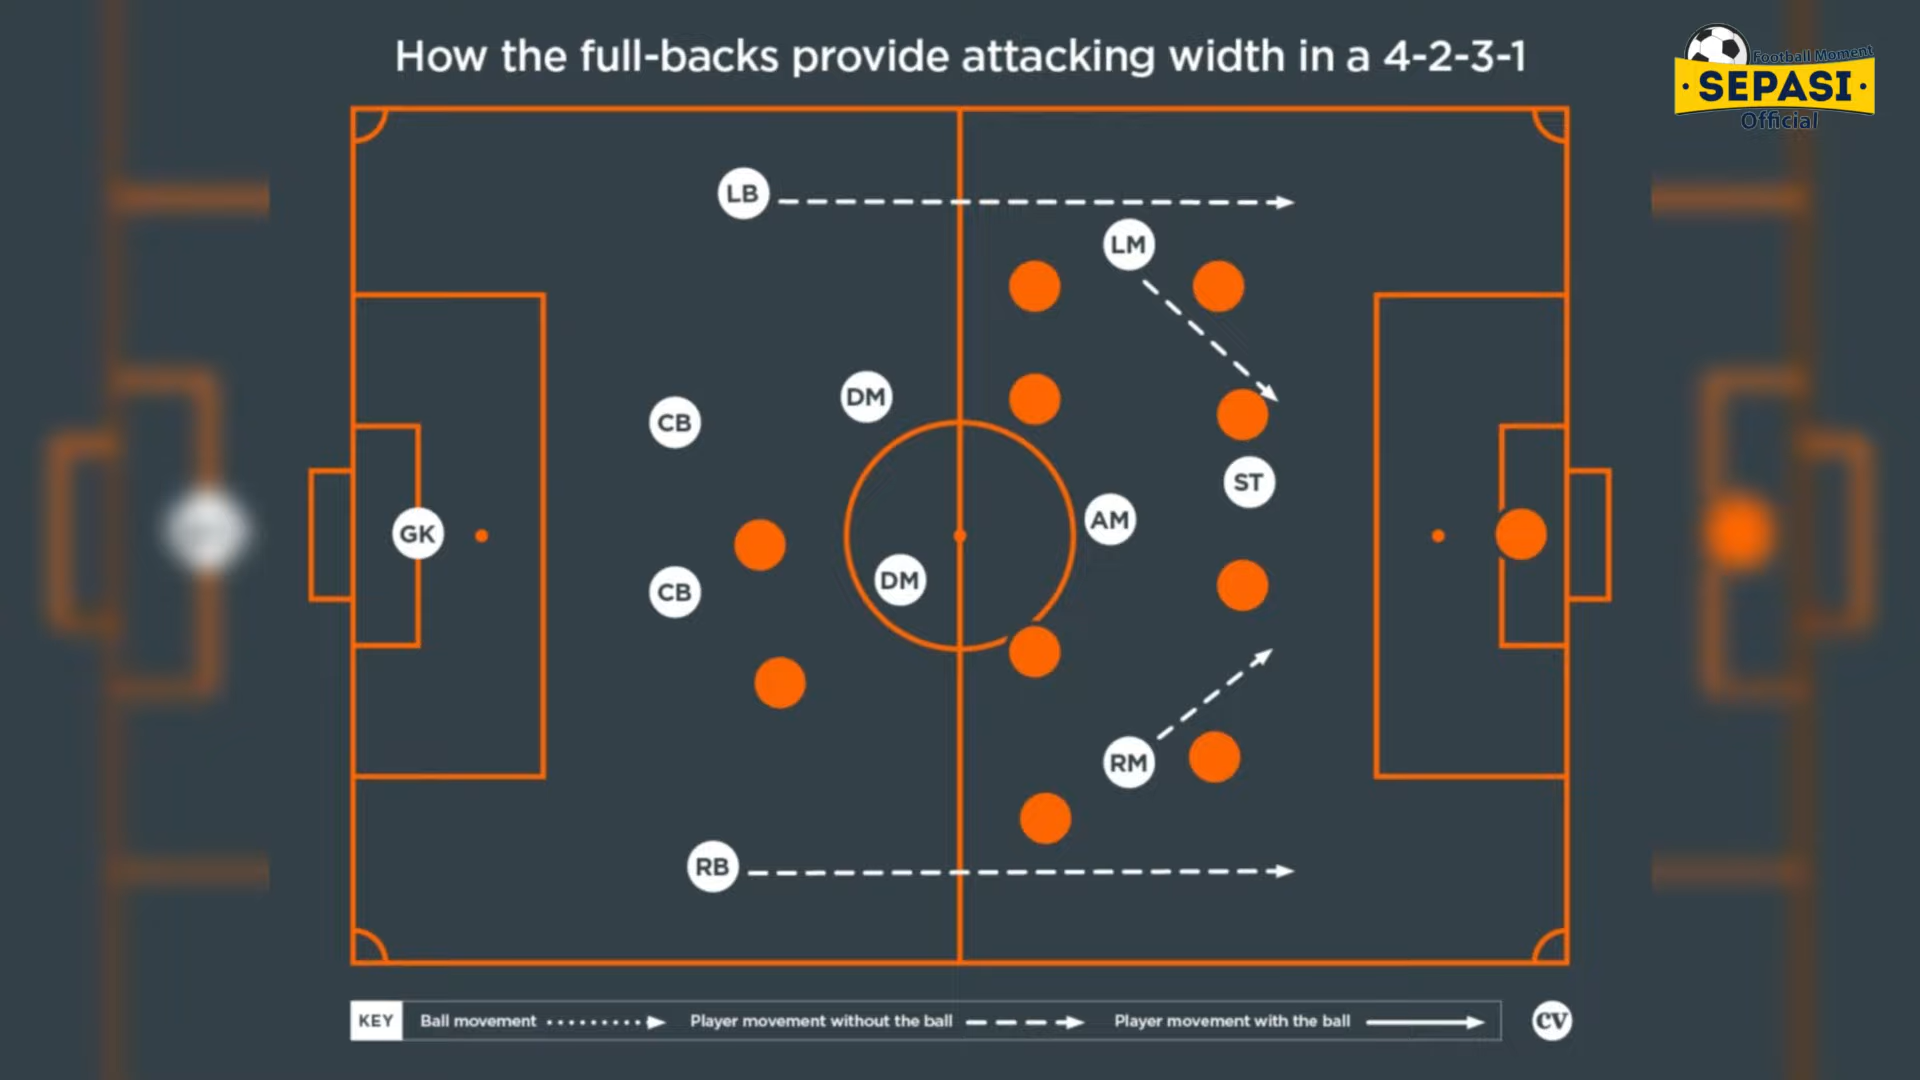 How the full-backs provide attacking width in a 4-2-3-1
Football Moment
SEPASI
Official
LB
LM
DM
CB
ST
AM
GK
DM
CB
RM
RB
KEY
Ball movement
Player movement without the ball
Player movement with the ball
CV